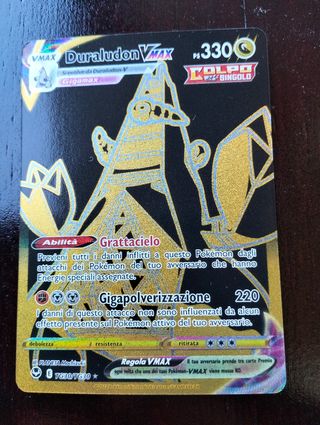 VMAX
Duraludon VMAX
PS 330
Si evolve da Duraludon-V
Gigamax
COLPO
SINGOLO
Abilità Grattacielo
Previeni tutti i danni inflitti a questo Pokémon dagli
attacchi dei Pokémon del tuo avversario che hanno
Energie speciali assegnate.
Gigapolverizzazione 220
I danni di questo attacco non sono influenzati da alcun
effetto presente sul Pokémon attivo del tuo avversario.
debolezza resistenza ritirata
Regola VMAX
Il tuo avversario prende tre carte Premio
ogni volta che uno dei tuoi Pokémon-VMAX viene messo KO.
TG30/TG30